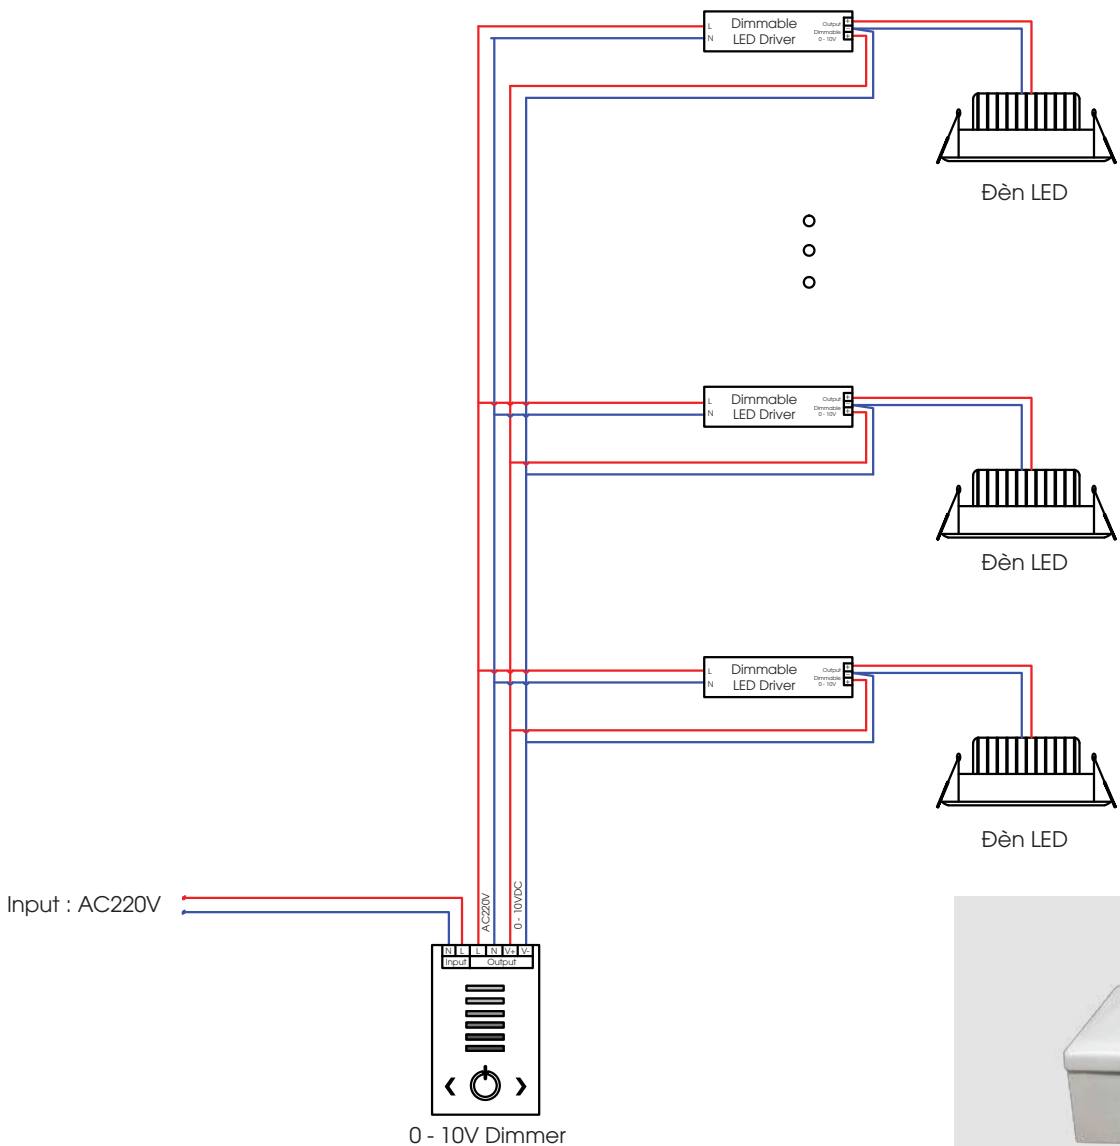 L Dimmable Output +
N LED Driver Dimmable −
0 - 10V +
Đèn LED
L Dimmable Output +
N LED Driver Dimmable −
0 - 10V +
Đèn LED
L Dimmable Output +
N LED Driver Dimmable −
0 - 10V +
Đèn LED
Input : AC220V
AC220V
0 - 10VDC
N L L N V+ V-
Input Output
0 - 10V Dimmer